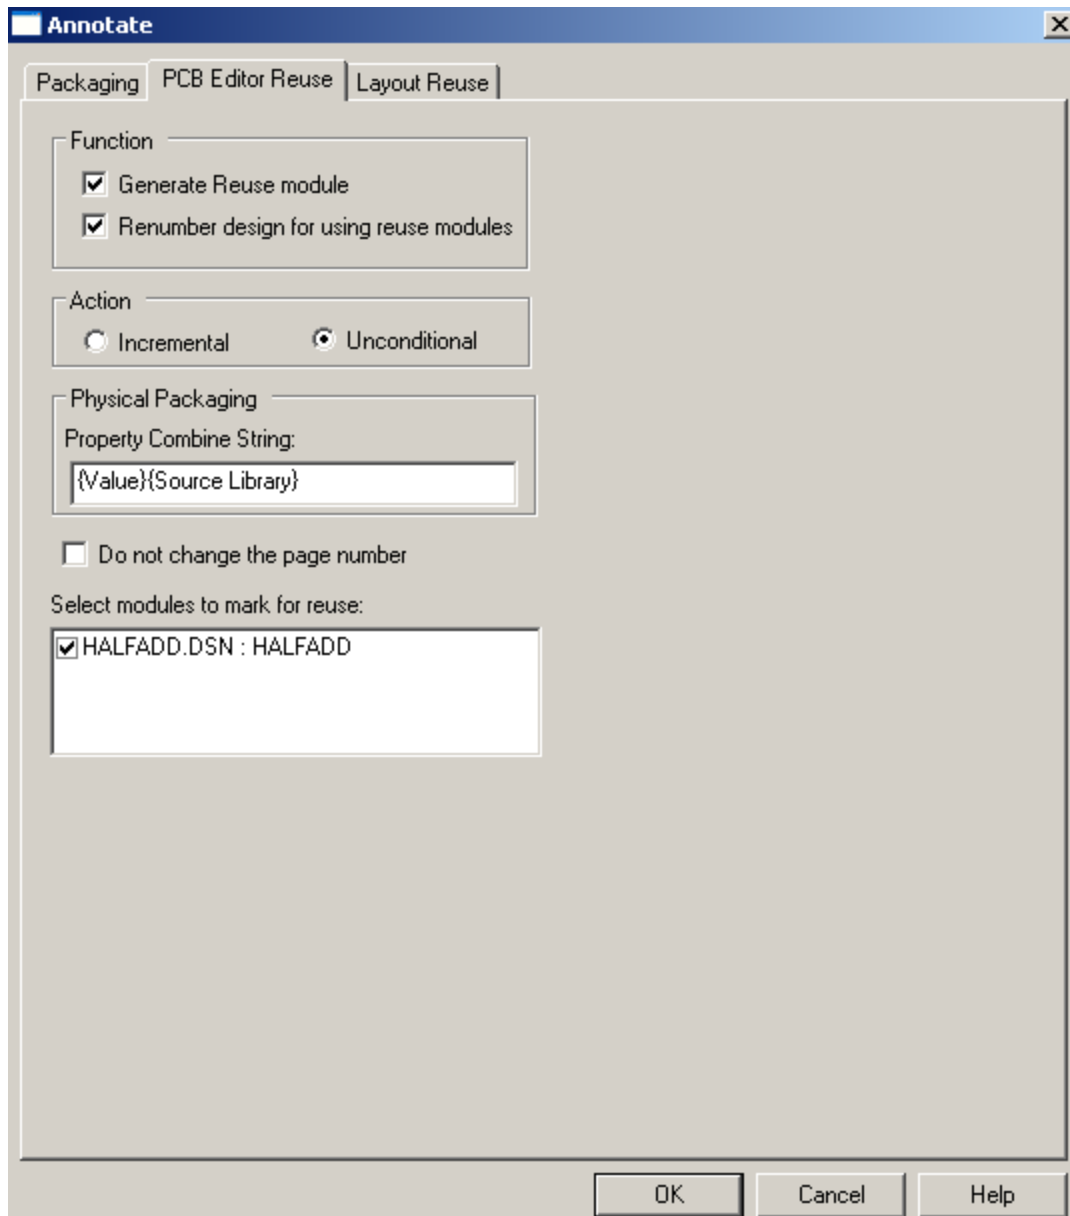 Annotate
Packaging PCB Editor Reuse Layout Reuse
Function
Generate Reuse module
Renumber design for using reuse modules
Action
Incremental Unconditional
Physical Packaging
Property Combine String:
{Value}{Source Library}
Do not change the page number
Select modules to mark for reuse:
HALFADD.DSN : HALFADD
OK Cancel Help